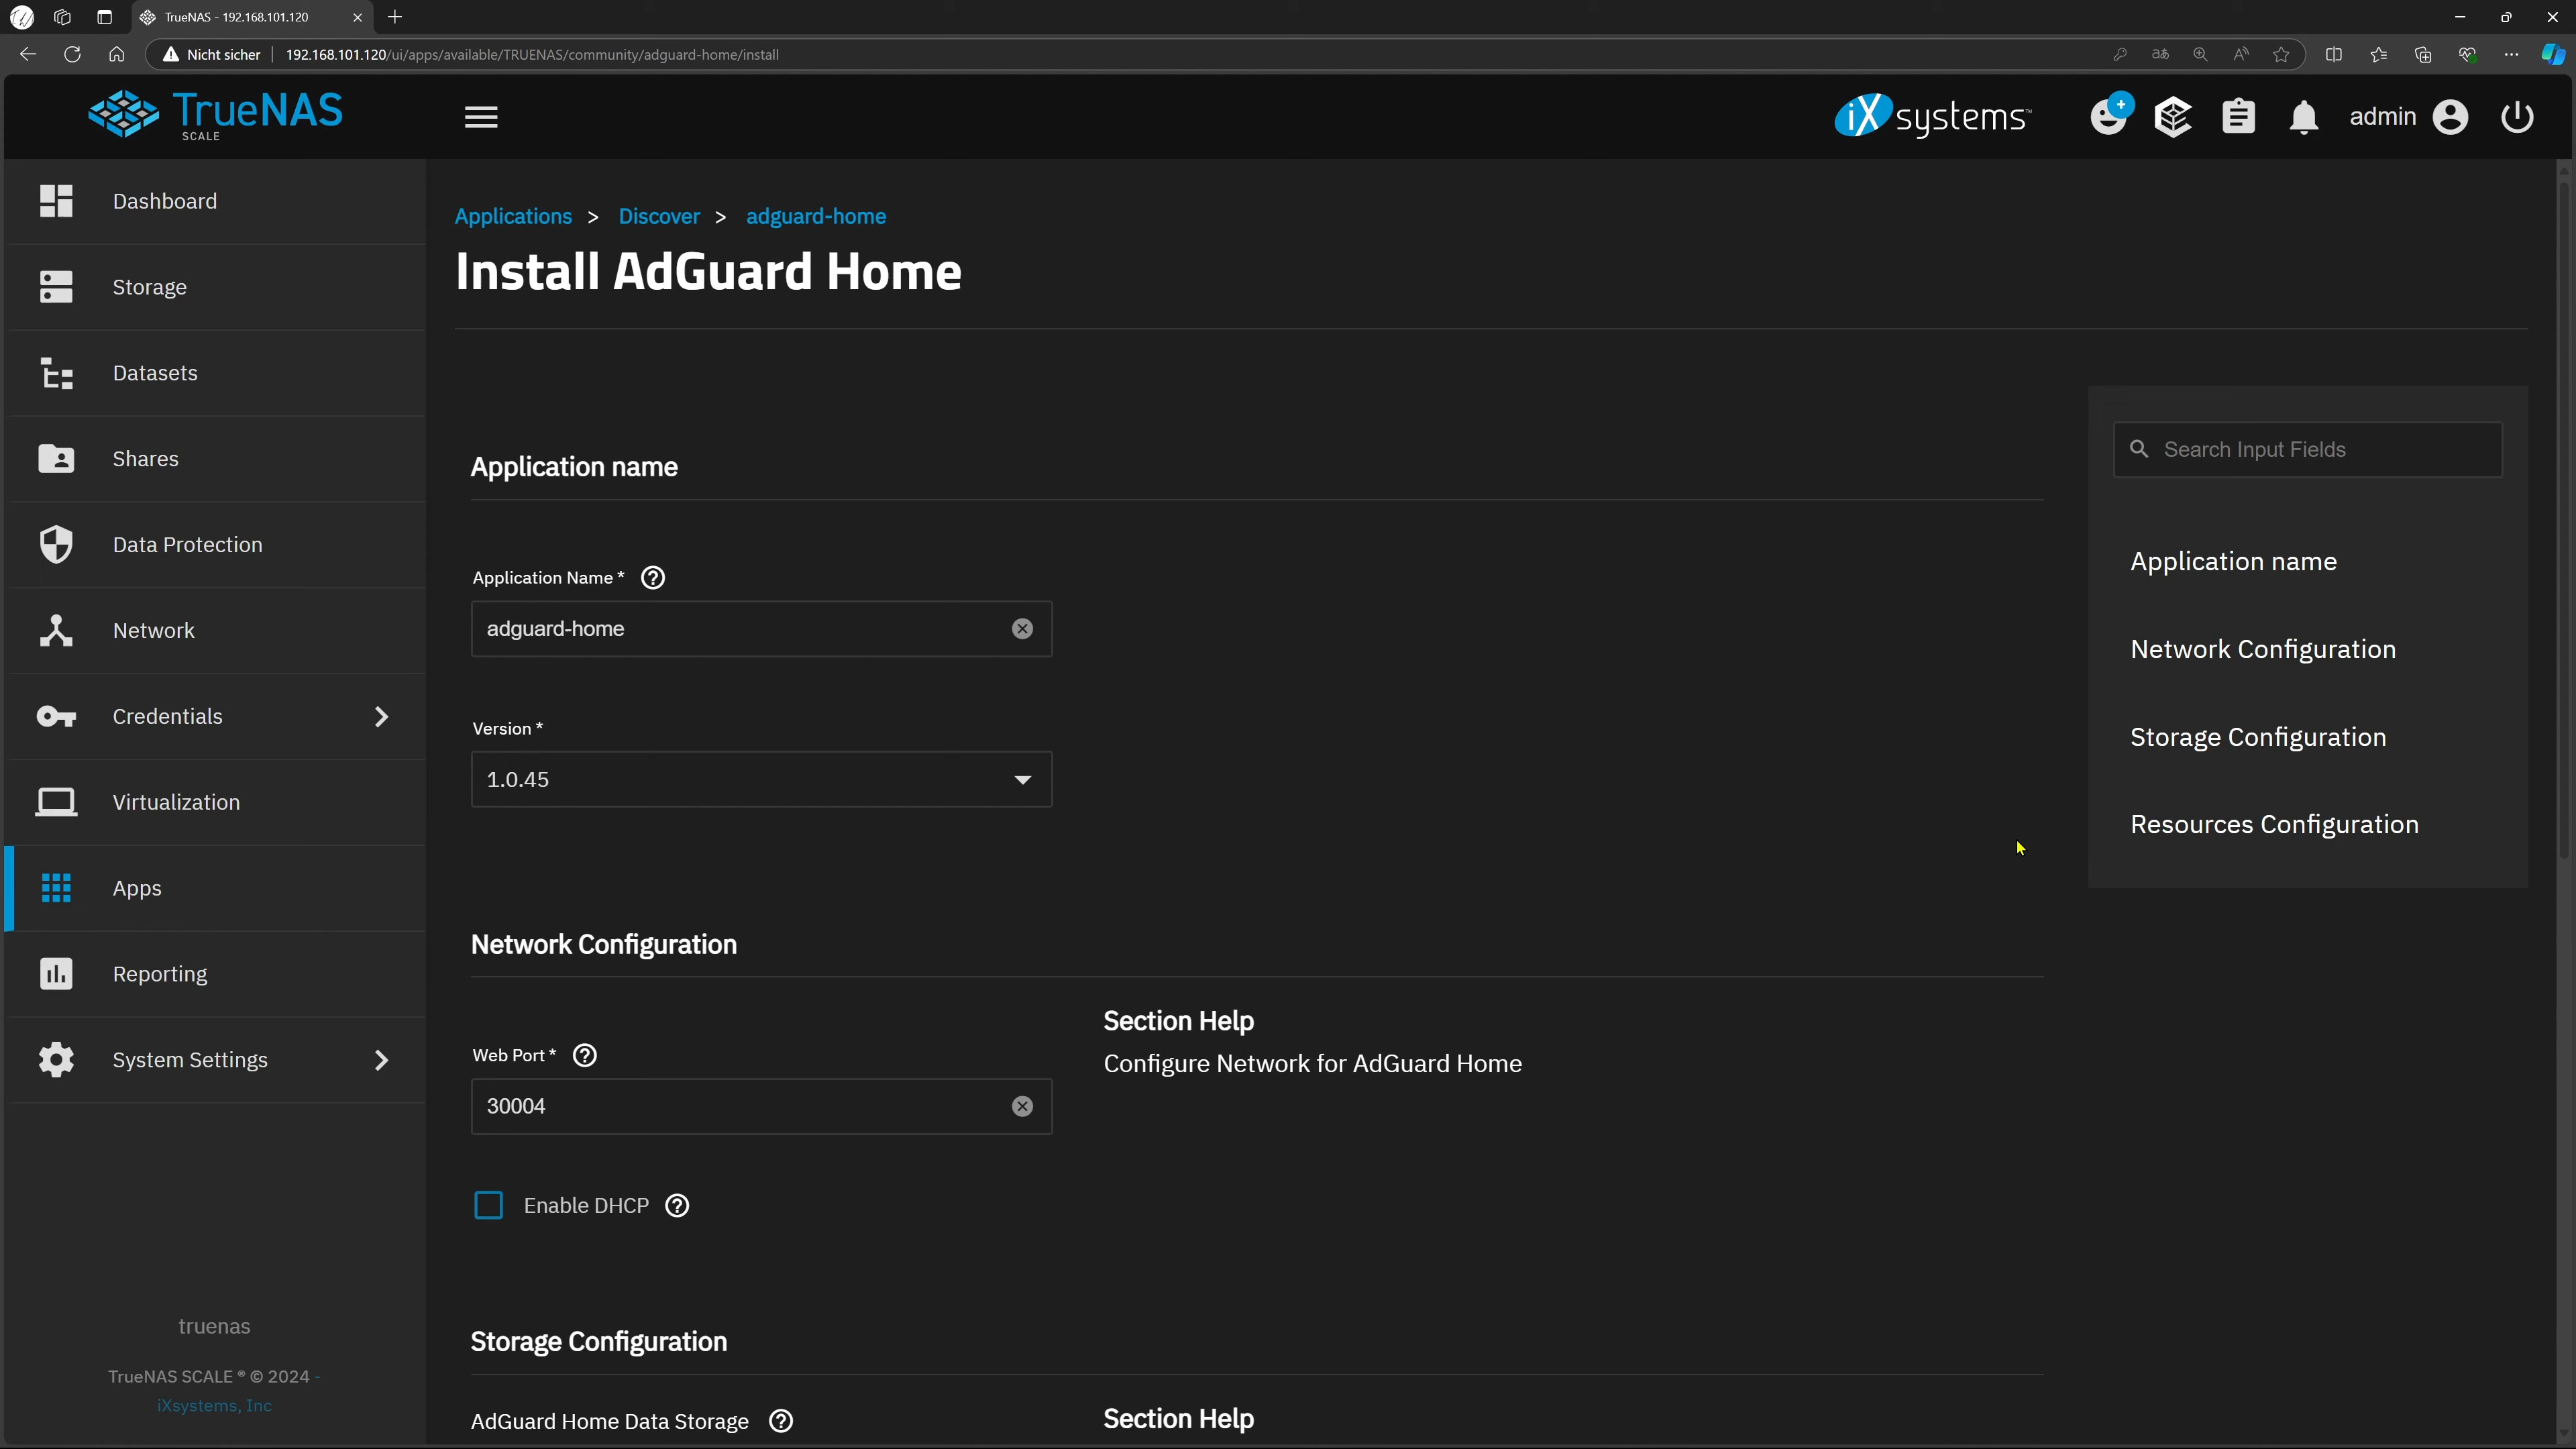 TrueNAS - 192.168.101.120
Nicht sicher
192.168.101.120/ui/apps/available/TRUENAS/community/adguard-home/install
TrueNAS
SCALE
iXsystems™
admin
Dashboard
Storage
Datasets
Shares
Data Protection
Network
Credentials
Virtualization
Apps
Reporting
System Settings
truenas
TrueNAS SCALE ® © 2024 -
iXsystems, Inc
Applications > Discover > adguard-home
Install AdGuard Home
Application name
Application Name *
adguard-home
Version *
1.0.45
Network Configuration
Web Port *
30004
Enable DHCP
Section Help
Configure Network for AdGuard Home
Storage Configuration
AdGuard Home Data Storage
Section Help
Search Input Fields
Application name
Network Configuration
Storage Configuration
Resources Configuration